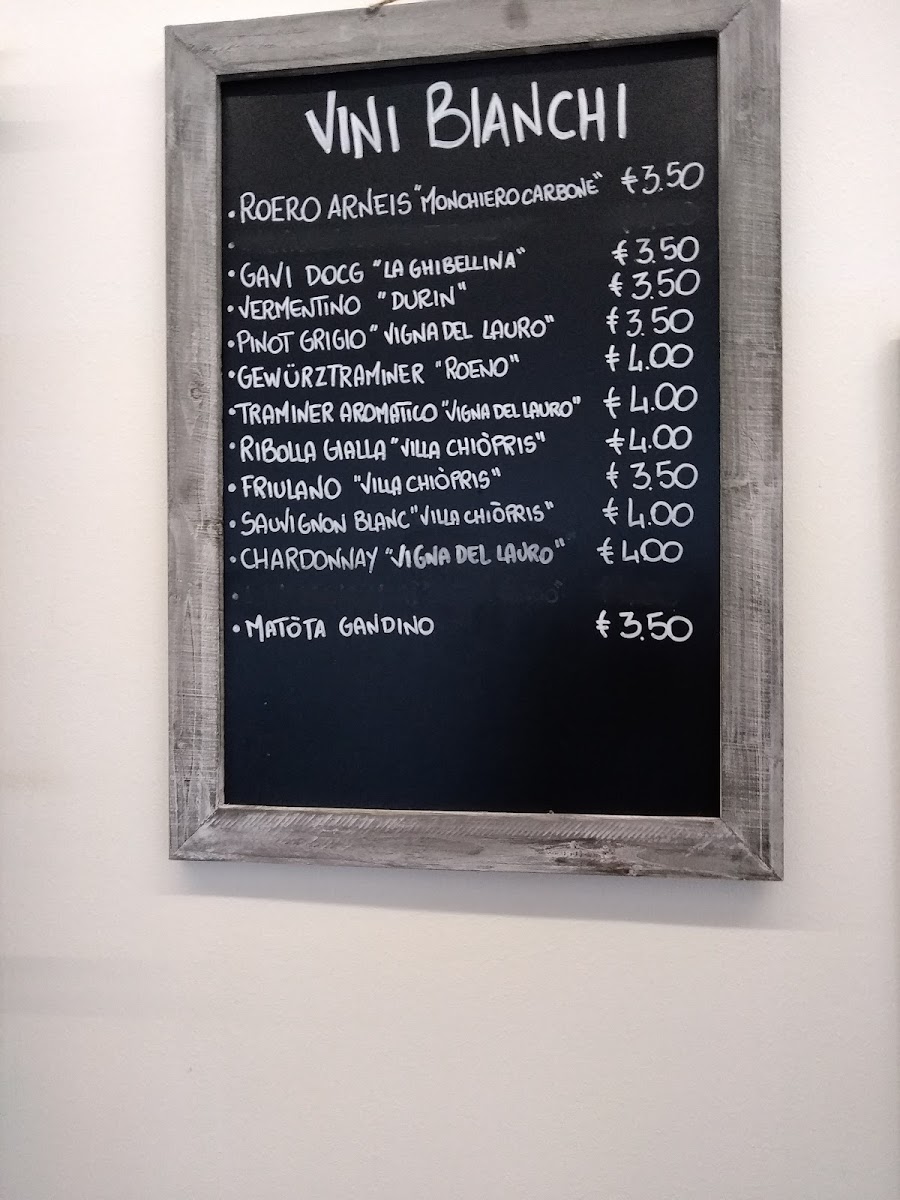 VINI BIANCHI
• ROERO ARNEIS "MONCHIERO CARBONE" € 3.50
•
• GAVI DOCG "LA GHIBELLINA" € 3.50
• VERMENTINO "DURIN" € 3.50
• PINOT GRIGIO "VIGNA DEL LAURO" € 3.50
• GEWÜRZTRAMINER "ROENO" € 4.00
• TRAMINER AROMATICO "VIGNA DEL LAURO" € 4.00
• RIBOLLA GIALLA "VILLA CHIÒPRIS" € 4.00
• FRIULANO "VILLA CHIÒPRIS" € 3.50
• SAUVIGNON BLANC "VILLA CHIÒPRIS" € 4.00
• CHARDONNAY "VIGNA DEL LAURO" € 4.00
•
• MATÒTA GANDINO € 3.50